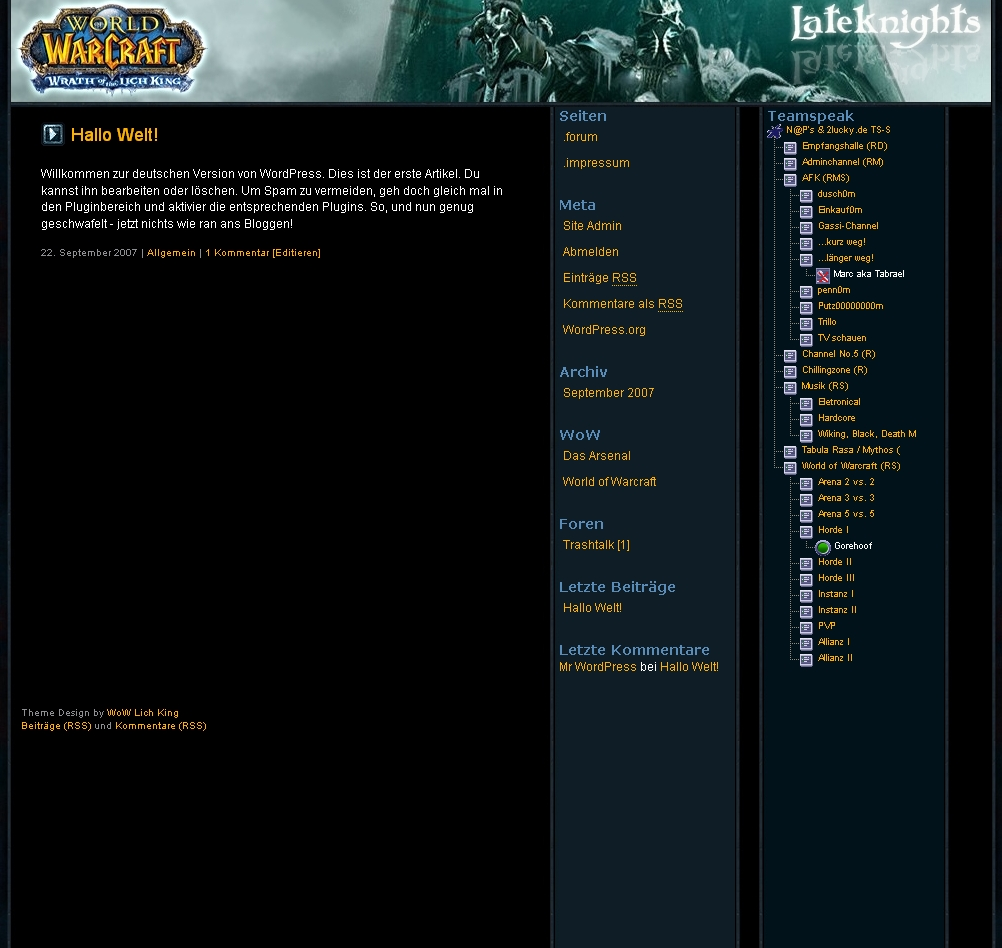 WORLD
OF
WARCRAFT
WRATH of the LICH KING
Lateknights
Hallo Welt!
Willkommen zur deutschen Version von WordPress. Dies ist der erste Artikel. Du
kannst ihn bearbeiten oder löschen. Um Spam zu vermeiden, geh doch gleich mal in
den Pluginbereich und aktivier die entsprechenden Plugins. So, und nun genug
geschwafelt - jetzt nichts wie ran ans Bloggen!
22. September 2007 | Allgemein | 1 Kommentar [Editieren]
Theme Design by WoW Lich King
Beiträge (RSS) und Kommentare (RSS)
Seiten
.forum
.impressum
Meta
Site Admin
Abmelden
Einträge RSS
Kommentare als RSS
WordPress.org
Archiv
September 2007
WoW
Das Arsenal
World of Warcraft
Foren
Trashtalk [1]
Letzte Beiträge
Hallo Welt!
Letzte Kommentare
Mr WordPress bei Hallo Welt!
Teamspeak
N@P's & 2lucky.de TS-S
Empfangshalle (RD)
Adminchannel (RM)
AFK (RMS)
dusch0m
Einkauf0m
Gassi-Channel
...kurz weg!
...länger weg!
Marc aka Tabrael
penn0m
Putz00000000m
Trillo
TV schauen
Channel No.5 (R)
Chillingzone (R)
Musik (RS)
Eletronical
Hardcore
Wiking, Black, Death M
Tabula Rasa / Mythos (
World of Warcraft (RS)
Arena 2 vs. 2
Arena 3 vs. 3
Arena 5 vs. 5
Horde I
Gorehoof
Horde II
Horde III
Instanz I
Instanz II
PVP
Allianz I
Allianz II